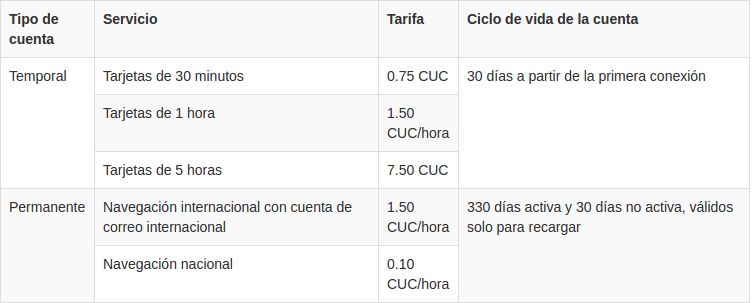 Tipo de cuenta
Servicio
Tarifa
Ciclo de vida de la cuenta
Temporal
Tarjetas de 30 minutos
0.75 CUC
30 días a partir de la primera conexión
Tarjetas de 1 hora
1.50
CUC/hora
Tarjetas de 5 horas
7.50 CUC
Permanente
Navegación internacional con cuenta de
correo internacional
1.50
CUC/hora
330 días activa y 30 días no activa, válidos
solo para recargar
Navegación nacional
0.10
CUC/hora